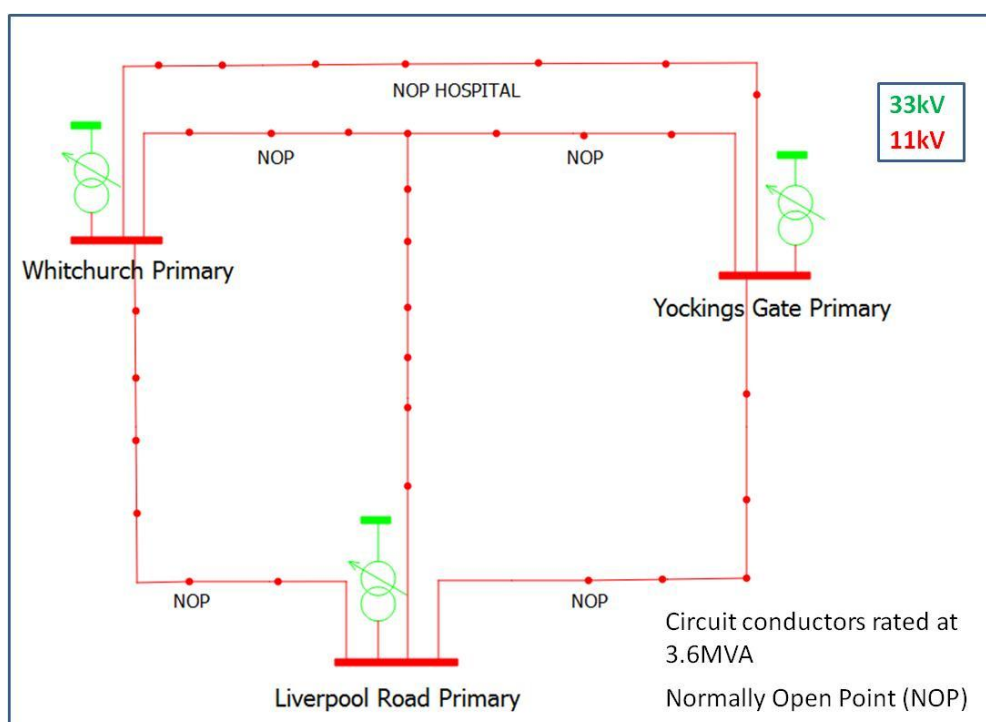 NOP HOSPITAL
33kV
11kV
NOP
NOP
Whitchurch Primary
Yockings Gate Primary
NOP
NOP
Circuit conductors rated at
3.6MVA
Liverpool Road Primary
Normally Open Point (NOP)